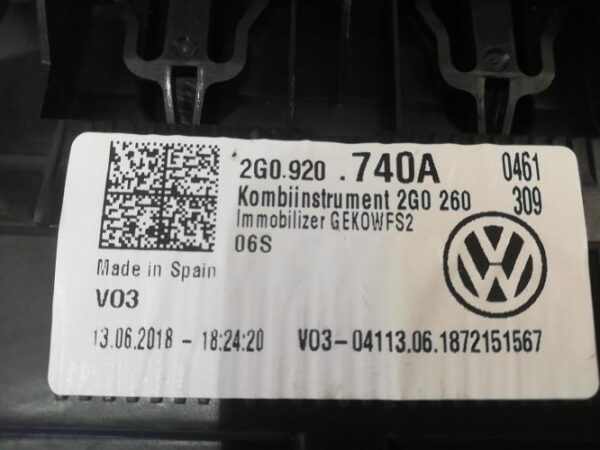 2G0.920 .740A 0461
Kombiinstrument 2G0 260 309
Immobilizer GEKOWFS2
06S
Made in Spain
V03
13.06.2018 - 18:24:20 V03-04113.06.1872151567